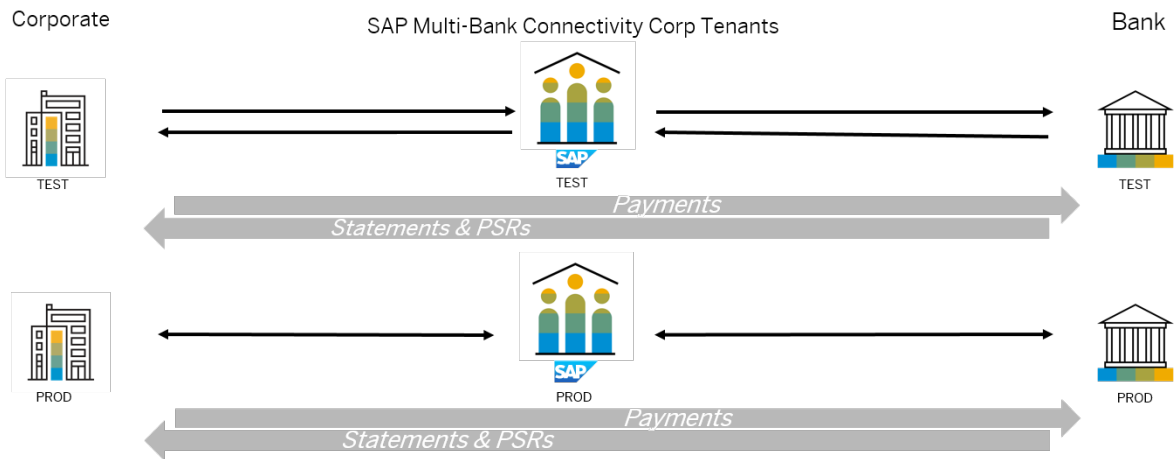 Corporate
SAP Multi-Bank Connectivity Corp Tenants
Bank
SAP
TEST
TEST
TEST
Payments
Statements & PSRs
SAP
PROD
PROD
PROD
Payments
Statements & PSRs